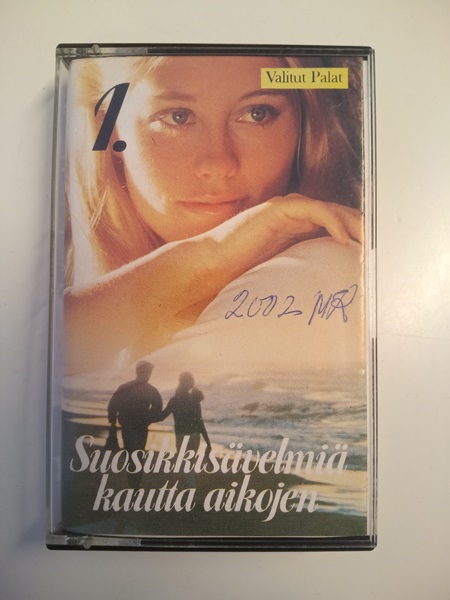 1.
Valitut Palat
2002 MR
Suosikkisävelmiä
kautta aikojen